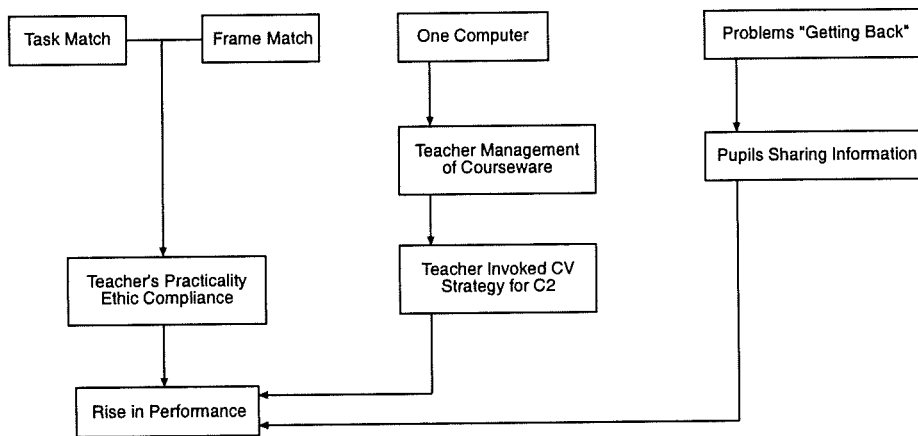 Task Match
Frame Match
One Computer
Problems "Getting Back"
Teacher Management
of Courseware
Pupils Sharing Information
Teacher's Practicality
Ethic Compliance
Teacher Invoked CV
Strategy for C2
Rise in Performance